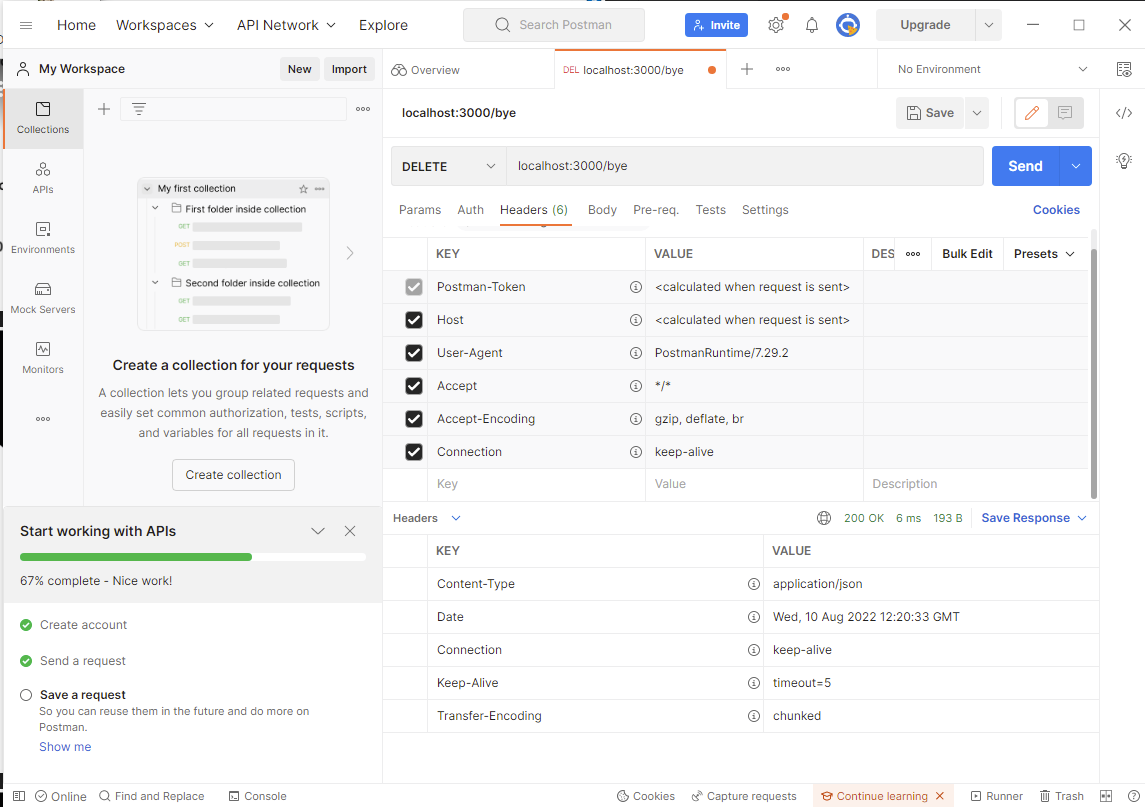 Home Workspaces API Network Explore Search Postman Invite Upgrade
My Workspace New Import Overview DEL localhost:3000/bye No Environment
Collections
APIs
Environments
Mock Servers
Monitors
My first collection
First folder inside collection
GET
POST
GET
Second folder inside collection
GET
GET
Create a collection for your requests
A collection lets you group related requests and
easily set common authorization, tests, scripts,
and variables for all requests in it.
Create collection
Start working with APIs
67% complete - Nice work!
Create account
Send a request
Save a request
So you can reuse them in the future and do more on
Postman.
Show me
localhost:3000/bye Save
DELETE localhost:3000/bye Send
Params Auth Headers (6) Body Pre-req. Tests Settings Cookies
KEY VALUE DES Bulk Edit Presets
Postman-Token <calculated when request is sent>
Host <calculated when request is sent>
User-Agent PostmanRuntime/7.29.2
Accept */*
Accept-Encoding gzip, deflate, br
Connection keep-alive
Key Value Description
Headers 200 OK 6 ms 193 B Save Response
KEY VALUE
Content-Type application/json
Date Wed, 10 Aug 2022 12:20:33 GMT
Connection keep-alive
Keep-Alive timeout=5
Transfer-Encoding chunked
Online Find and Replace Console Cookies Capture requests Continue learning Runner Trash